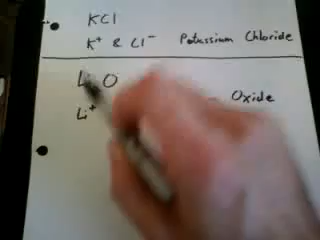 KCl
K⁺ & Cl⁻ Potassium Chloride
O
Li⁺ Oxide